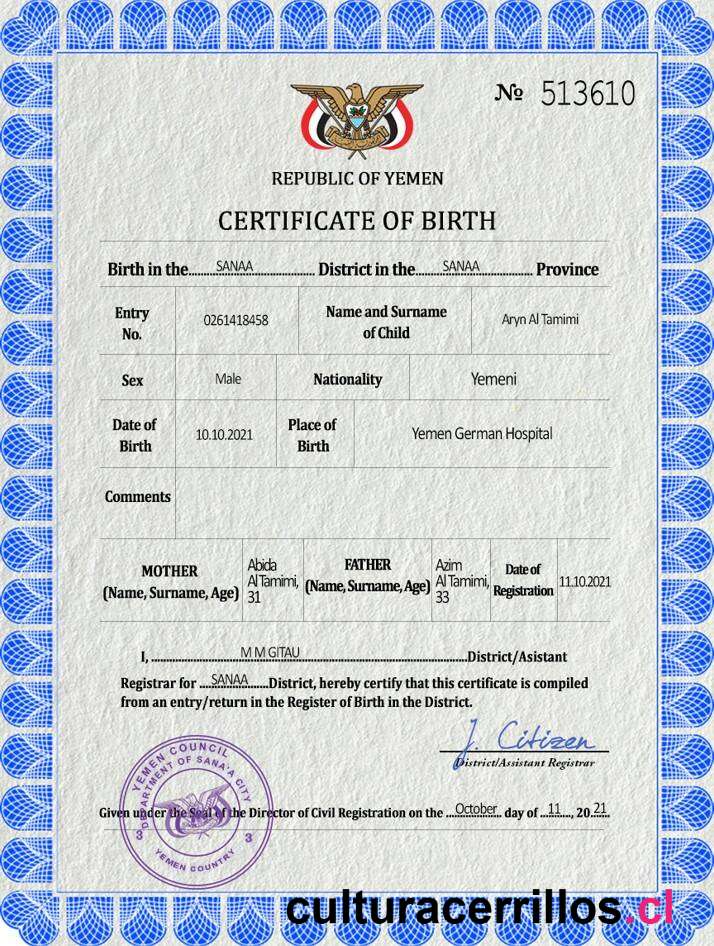 № 513610
REPUBLIC OF YEMEN
CERTIFICATE OF BIRTH
Birth in the..........SANAA.......... District in the..........SANAA.......... Province
Entry No. 0261418458 Name and Surname of Child Aryn Al Tamimi
Sex Male Nationality Yemeni
Date of Birth 10.10.2021 Place of Birth Yemen German Hospital
Comments
MOTHER (Name, Surname, Age) Abida Al Tamimi, 31 FATHER (Name, Surname, Age) Azim Al Tamimi, 33 Date of Registration 11.10.2021
I, ..........M M GITAU..........District/Asistant
Registrar for ....SANAA....District, hereby certify that this certificate is compiled
from an entry/return in the Register of Birth in the District.
J. Citizen
District/Assistant Registrar
YEMEN COUNCIL
DEPARTMENT OF SANA'A CITY
3 3
YEMEN COUNTRY
Given under the Seal of the Director of Civil Registration on the ....October.... day of ...11..., 20.21..
culturacerrillos.cl